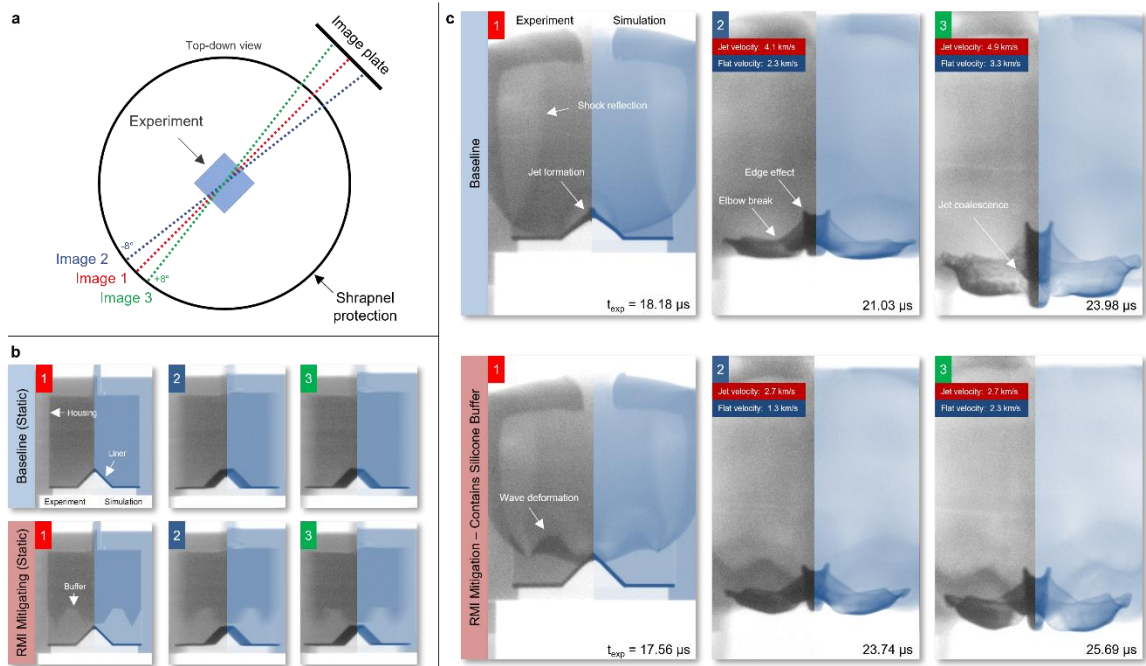 a
Top-down view
Image plate
Experiment
-8°
Image 2
Image 1
+8°
Image 3
Shrapnel
protection
b
Baseline (Static)
1
Housing
Liner
Experiment
Simulation
2
3
RMI Mitigating (Static)
1
Buffer
2
3
c
Baseline
1
Experiment
Simulation
Shock reflection
Jet formation
t_exp = 18.18 µs
2
Jet velocity: 4.1 km/s
Flat velocity: 2.3 km/s
Edge effect
Elbow break
21.03 µs
3
Jet velocity: 4.9 km/s
Flat velocity: 3.3 km/s
Jet coalescence
23.98 µs
RMI Mitigation – Contains Silicone Buffer
1
Wave deformation
t_exp = 17.56 µs
2
Jet velocity: 2.7 km/s
Flat velocity: 1.3 km/s
23.74 µs
3
Jet velocity: 2.7 km/s
Flat velocity: 2.3 km/s
25.69 µs